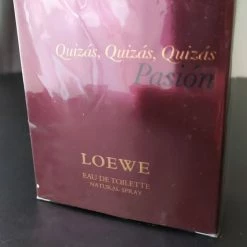 Quizás, Quizás, Quizás
Pasión
LOEWE
EAU DE TOILETTE
NATURAL SPRAY